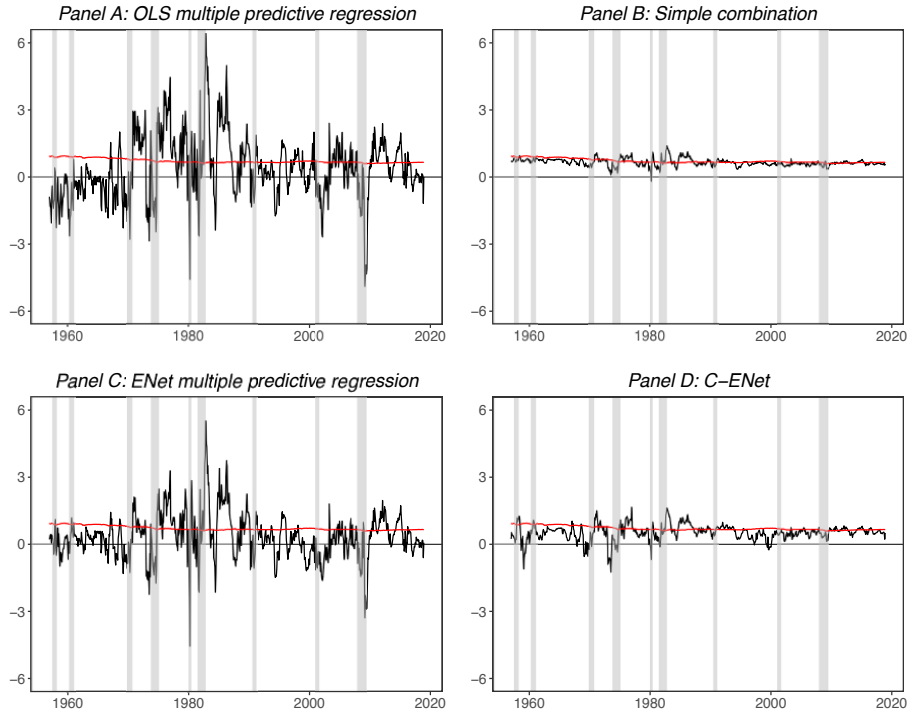 Panel A: OLS multiple predictive regression
6
3
0
−3
−6
1960 1980 2000 2020
Panel B: Simple combination
6
3
0
−3
−6
1960 1980 2000 2020
Panel C: ENet multiple predictive regression
6
3
0
−3
−6
1960 1980 2000 2020
Panel D: C−ENet
6
3
0
−3
−6
1960 1980 2000 2020